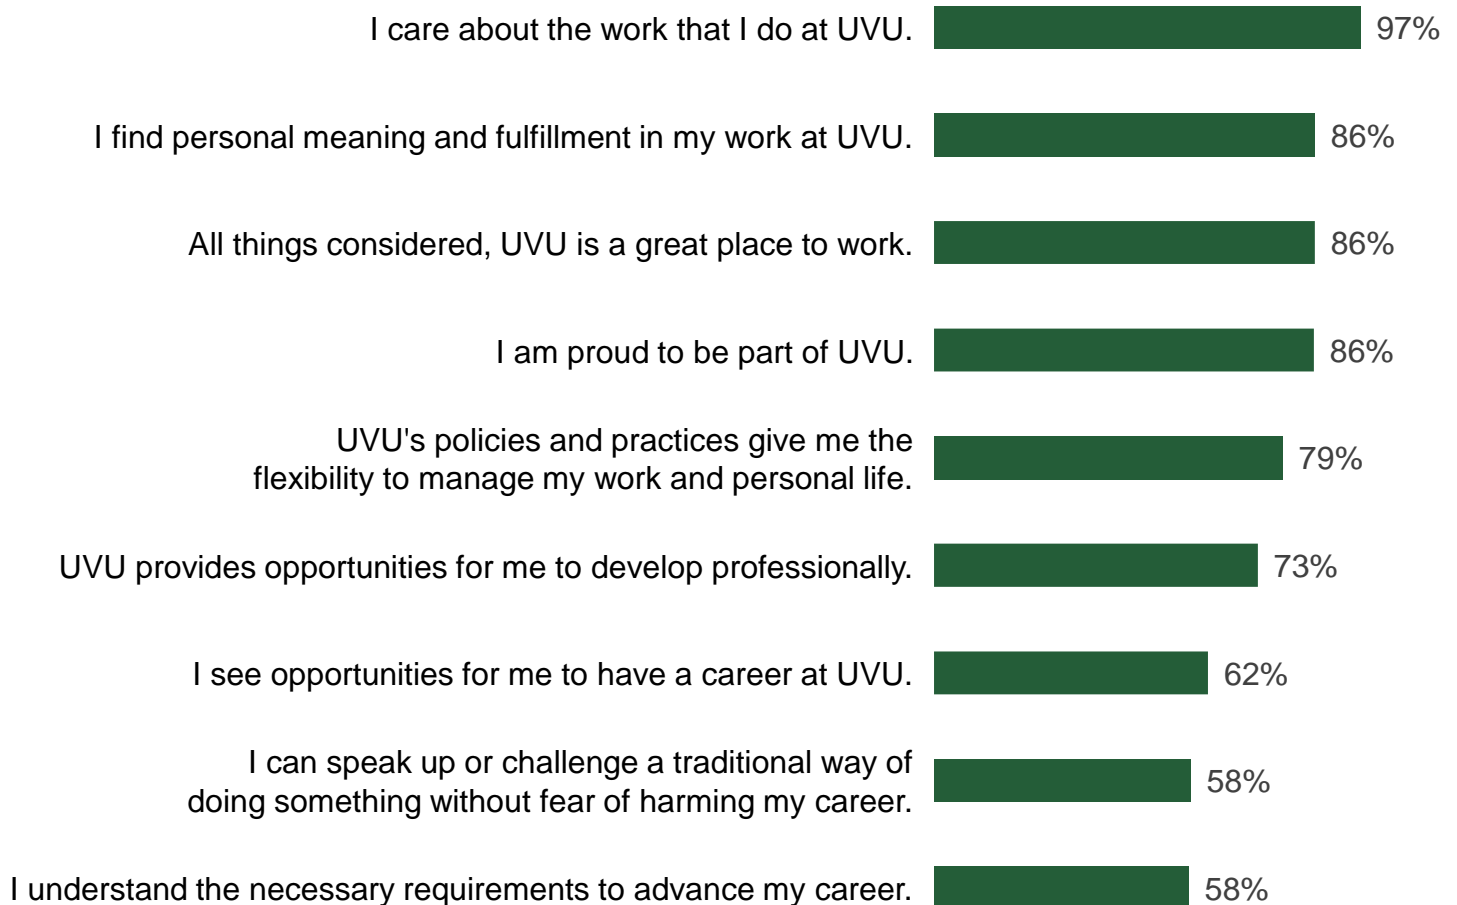 I care about the work that I do at UVU. 97%
I find personal meaning and fulfillment in my work at UVU. 86%
All things considered, UVU is a great place to work. 86%
I am proud to be part of UVU. 86%
UVU's policies and practices give me the
flexibility to manage my work and personal life. 79%
UVU provides opportunities for me to develop professionally. 73%
I see opportunities for me to have a career at UVU. 62%
I can speak up or challenge a traditional way of
doing something without fear of harming my career. 58%
I understand the necessary requirements to advance my career. 58%